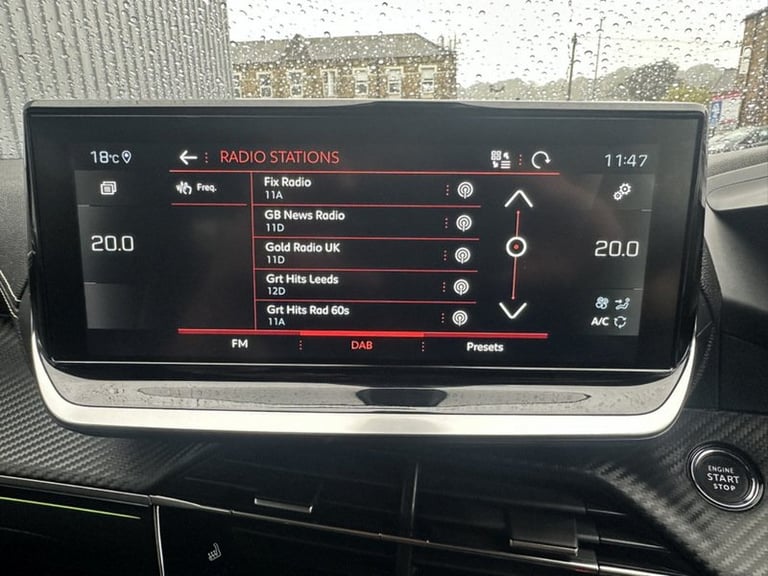 18°C
RADIO STATIONS
11:47
Freq.
Fix Radio
11A
GB News Radio
11D
20.0
20.0
Gold Radio UK
11D
Grt Hits Leeds
12D
Grt Hits Rad 60s
11A
A/C
FM
DAB
Presets
ENGINE
START
STOP